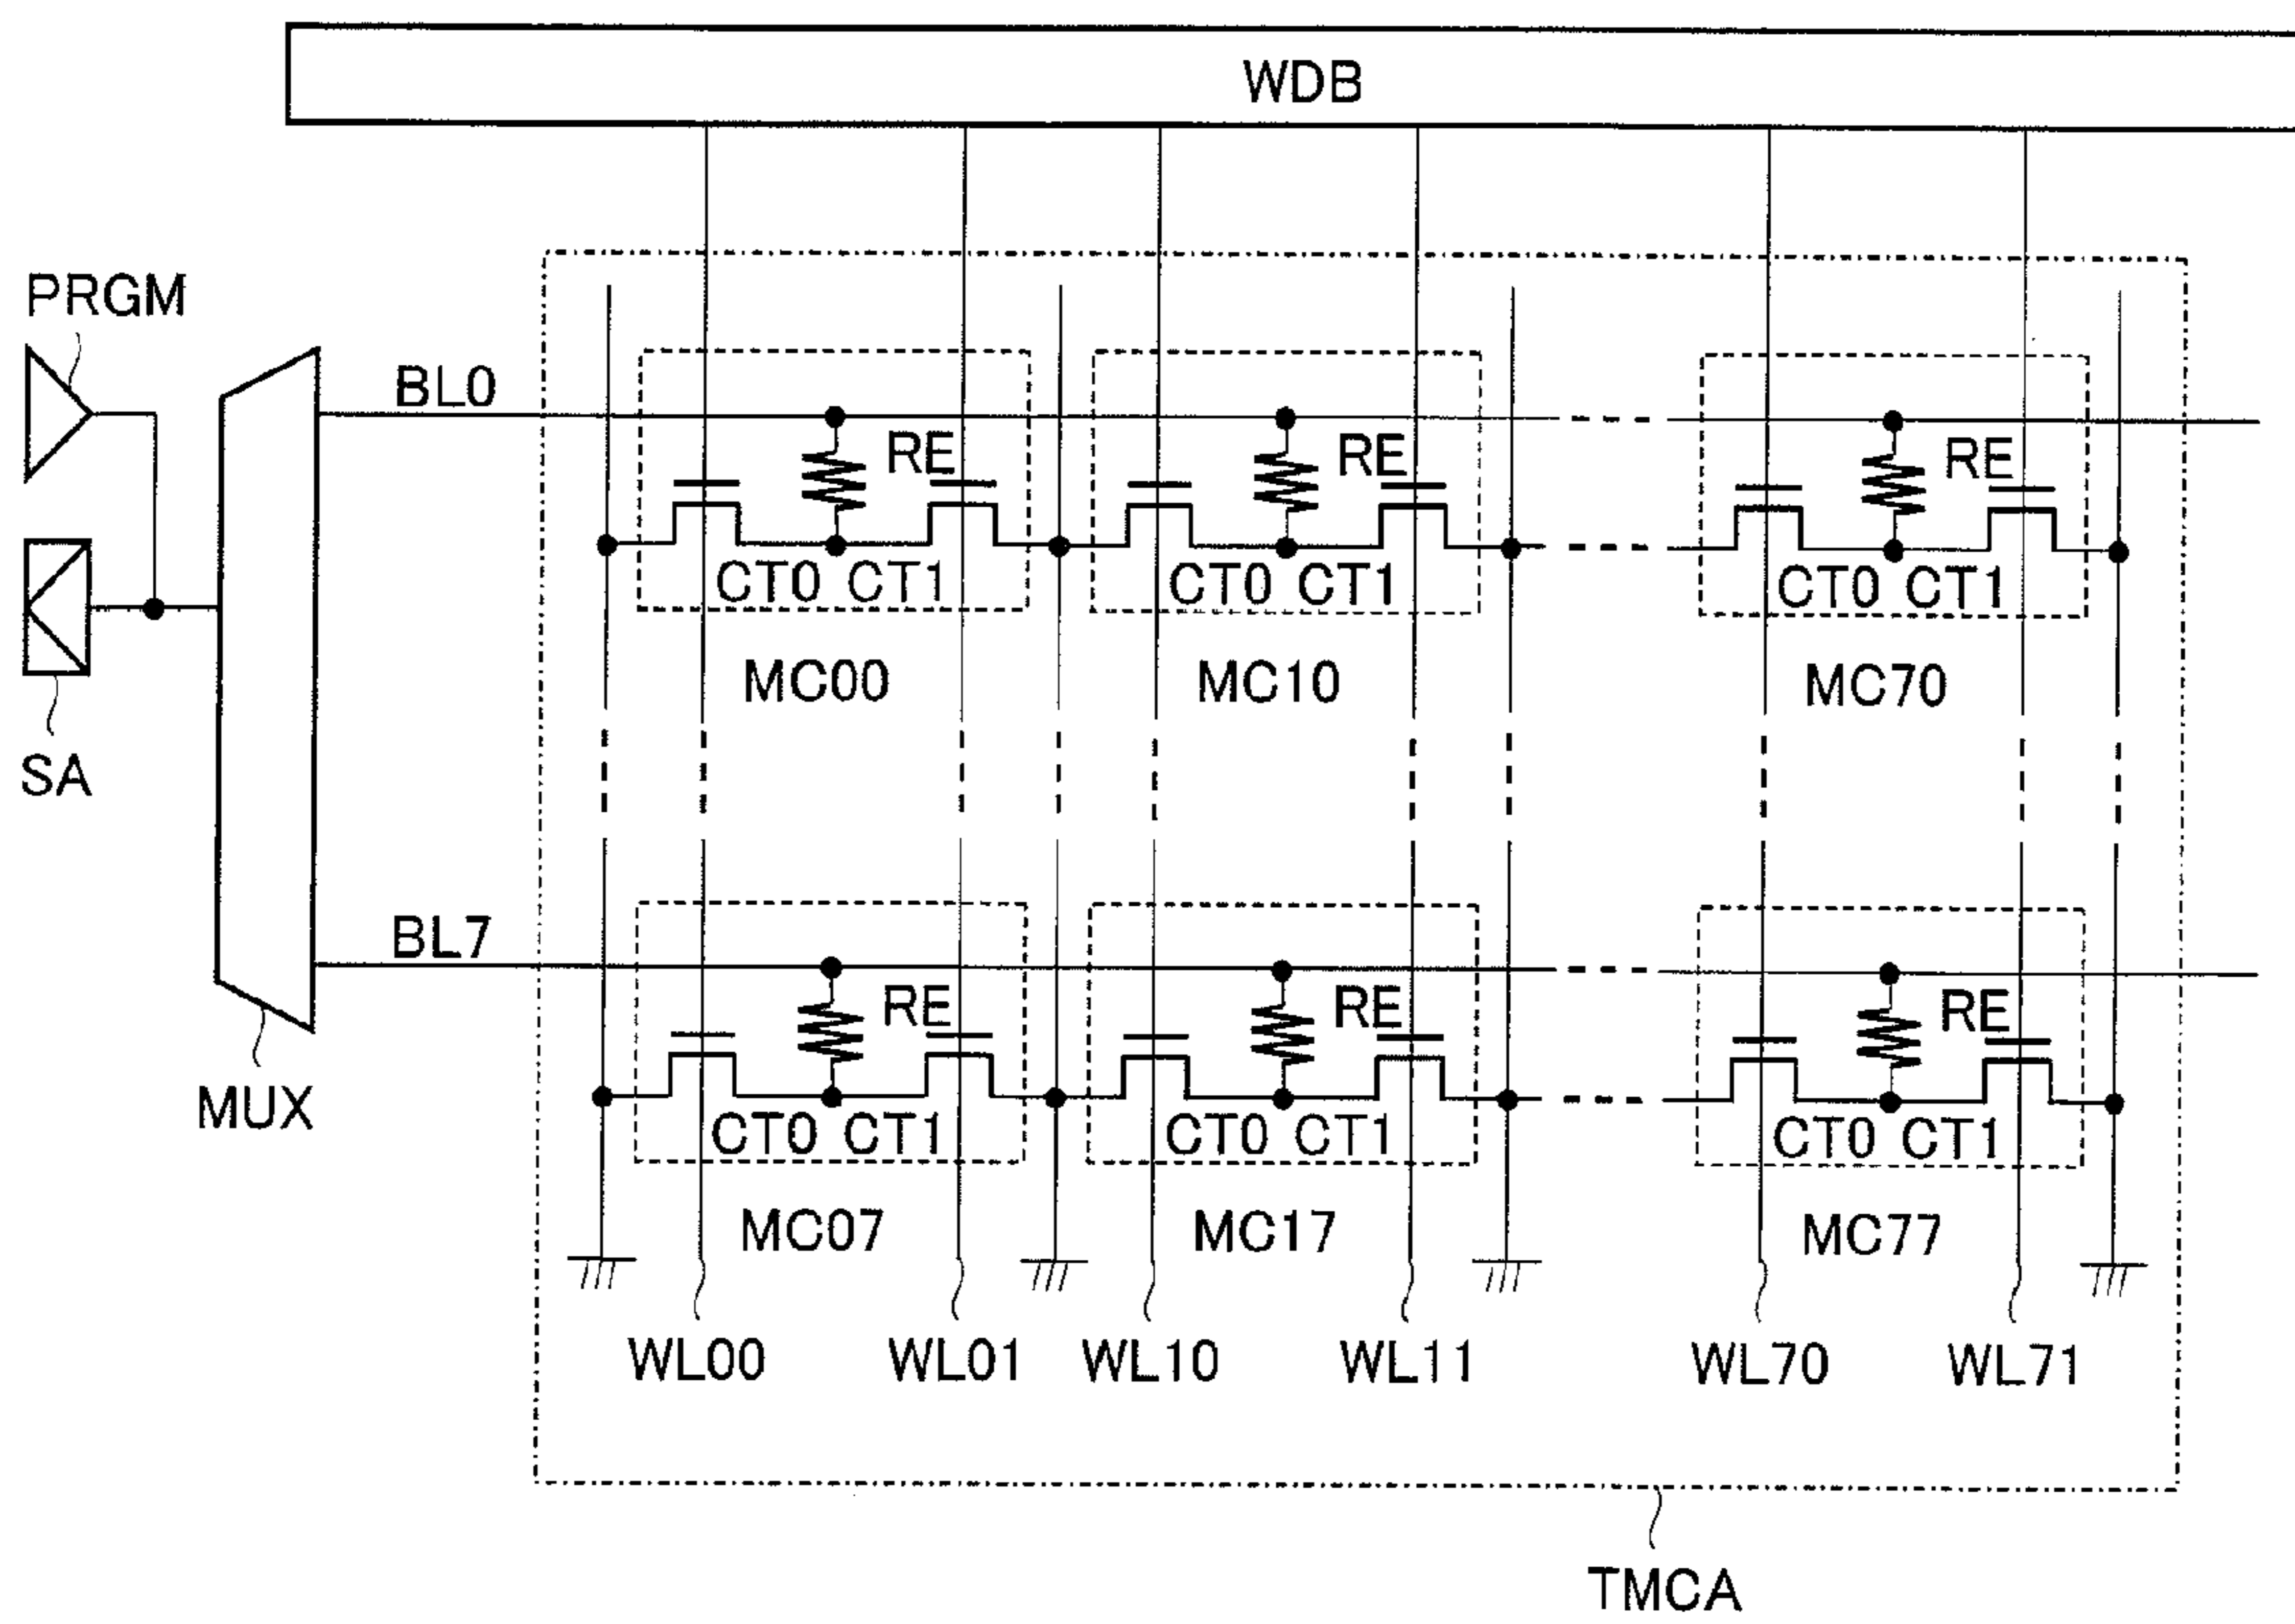 WDB
PRGM
BL0
RE RE RE
CT0 CT1 CT0 CT1 CT0 CT1
MC00 MC10 MC70
SA
BL7
RE RE RE
MUX
CT0 CT1 CT0 CT1 CT0 CT1
MC07 MC17 MC77
WL00 WL01 WL10 WL11 WL70 WL71
TMCA